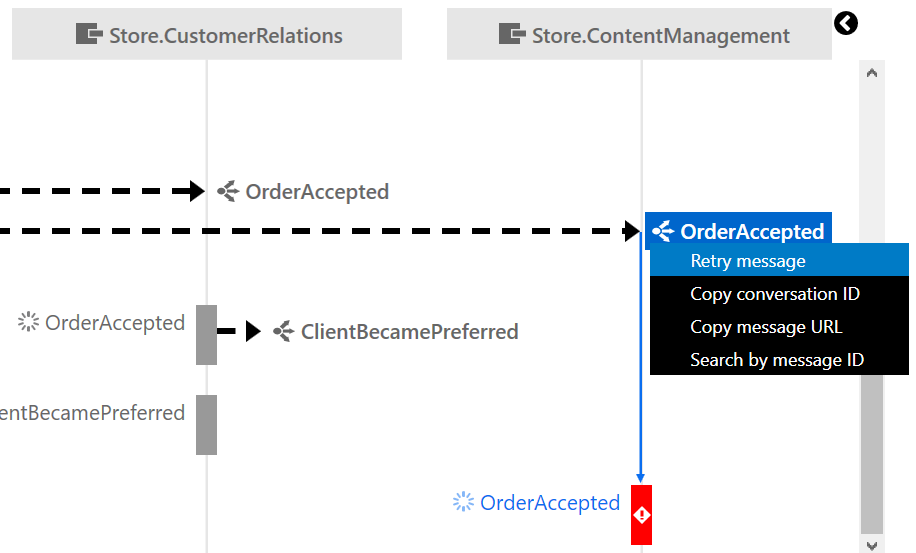 Store.CustomerRelations
Store.ContentManagement
OrderAccepted
OrderAccepted
Retry message
Copy conversation ID
Copy message URL
Search by message ID
OrderAccepted
ClientBecamePreferred
entBecamePreferred
OrderAccepted